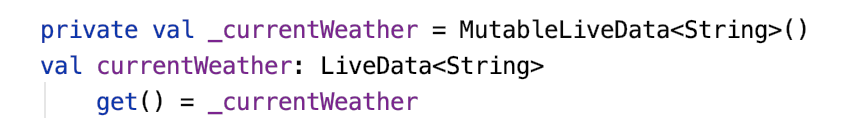 private val _currentWeather = MutableLiveData<String>()
val currentWeather: LiveData<String>
    get() = _currentWeather